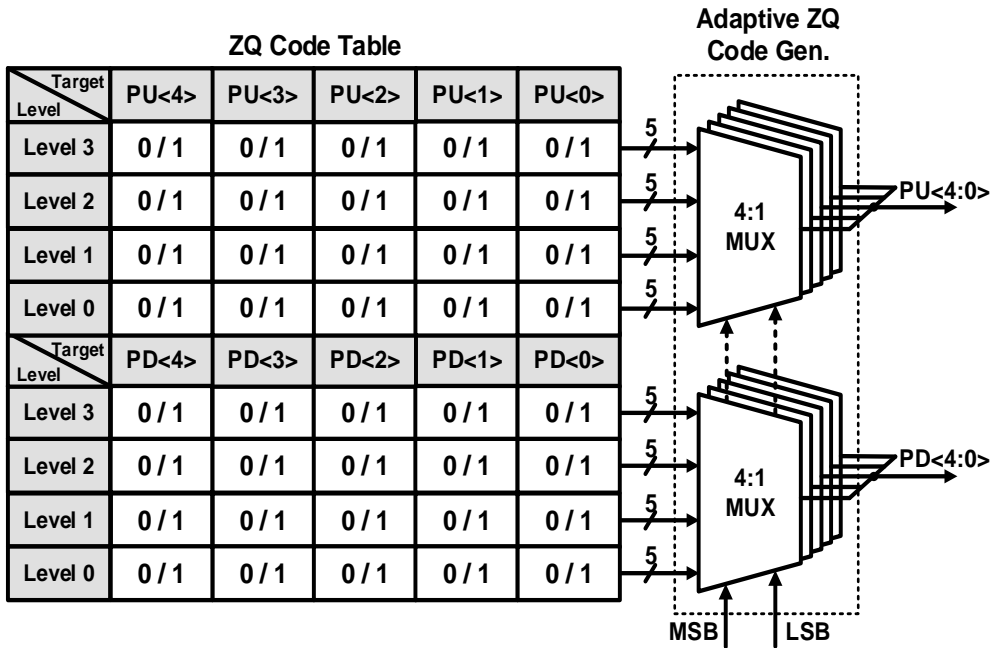 Adaptive ZQ
Code Gen.
ZQ Code Table
Target
Level
PU<4> PU<3> PU<2> PU<1> PU<0>
Level 3 0 / 1 0 / 1 0 / 1 0 / 1 0 / 1 5
Level 2 0 / 1 0 / 1 0 / 1 0 / 1 0 / 1 5
Level 1 0 / 1 0 / 1 0 / 1 0 / 1 0 / 1 5
Level 0 0 / 1 0 / 1 0 / 1 0 / 1 0 / 1 5
4:1
MUX
PU<4:0>
Target
Level
PD<4> PD<3> PD<2> PD<1> PD<0>
Level 3 0 / 1 0 / 1 0 / 1 0 / 1 0 / 1 5
Level 2 0 / 1 0 / 1 0 / 1 0 / 1 0 / 1 5
Level 1 0 / 1 0 / 1 0 / 1 0 / 1 0 / 1 5
Level 0 0 / 1 0 / 1 0 / 1 0 / 1 0 / 1 5
4:1
MUX
PD<4:0>
MSB LSB